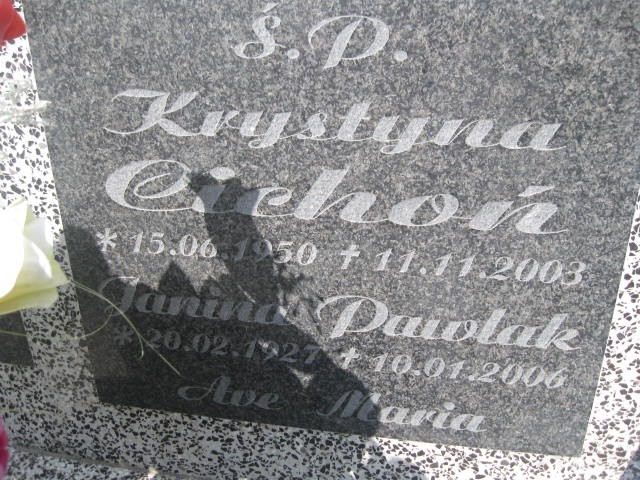 Ś.P.
Krystyna
Cichoń
* 15.06.1950 † 11.11.2003
Janina Pawlak
* 20.02.1927 † 10.01.2006
Ave Maria